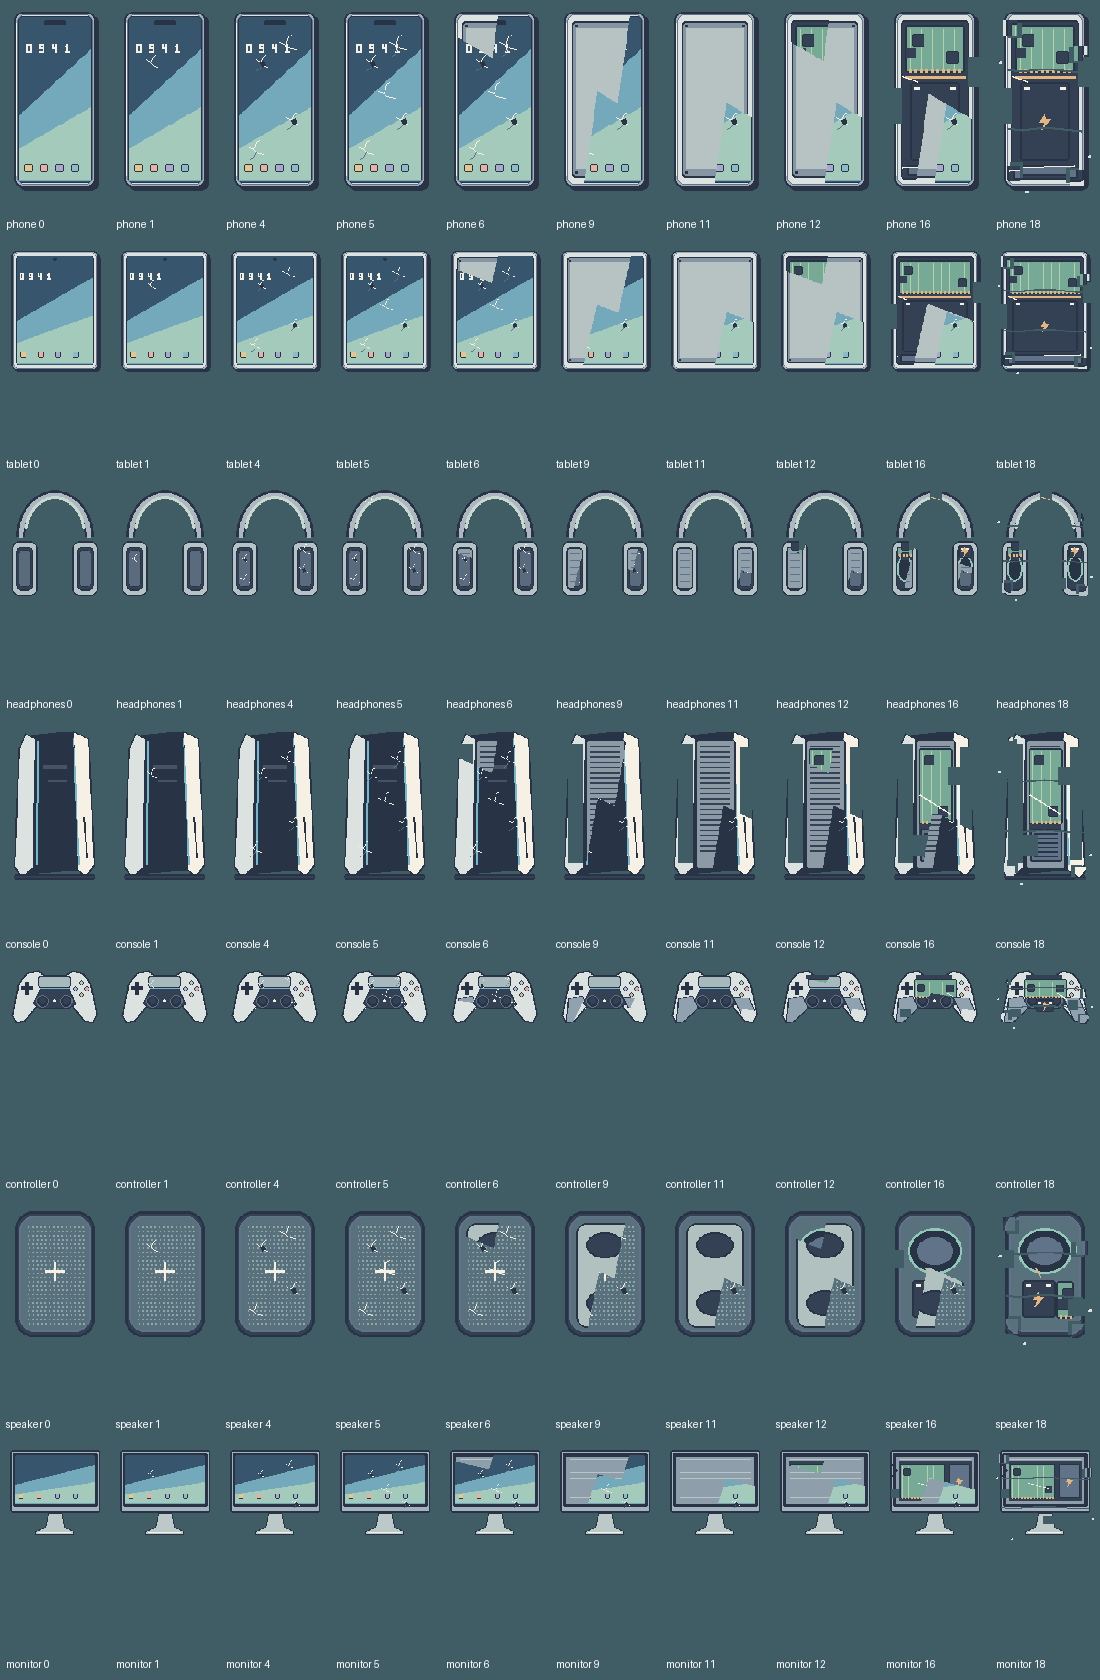 0941 0941 0941 0941 0941
phone 0 phone 1 phone 4 phone 5 phone 6 phone 9 phone 11 phone 12 phone 16 phone 18
0941 0941 0941 0941
tablet 0 tablet 1 tablet 4 tablet 5 tablet 6 tablet 9 tablet 11 tablet 12 tablet 16 tablet 18
headphones 0 headphones 1 headphones 4 headphones 5 headphones 6 headphones 9 headphones 11 headphones 12 headphones 16 headphones 18
console 0 console 1 console 4 console 5 console 6 console 9 console 11 console 12 console 16 console 18
controller 0 controller 1 controller 4 controller 5 controller 6 controller 9 controller 11 controller 12 controller 16 controller 18
speaker 0 speaker 1 speaker 4 speaker 5 speaker 6 speaker 9 speaker 11 speaker 12 speaker 16 speaker 18
monitor 0 monitor 1 monitor 4 monitor 5 monitor 6 monitor 9 monitor 11 monitor 12 monitor 16 monitor 18